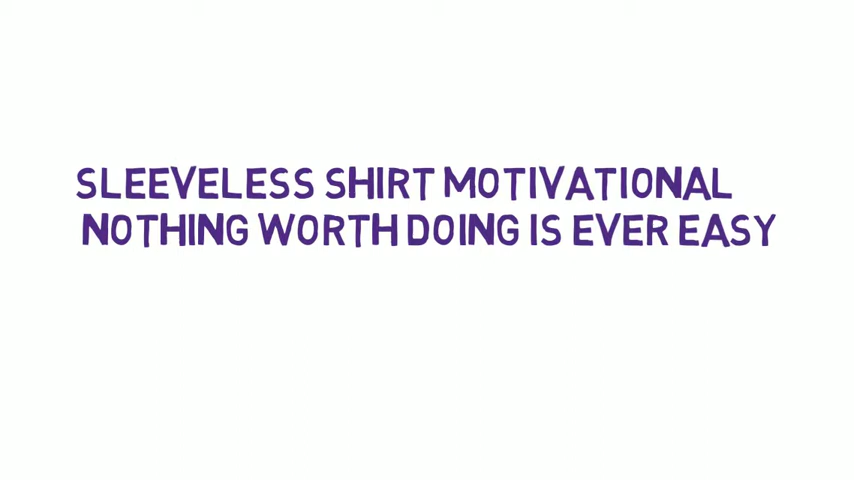 SLEEVELESS SHIRT MOTIVATIONAL
NOTHING WORTH DOING IS EVER EASY